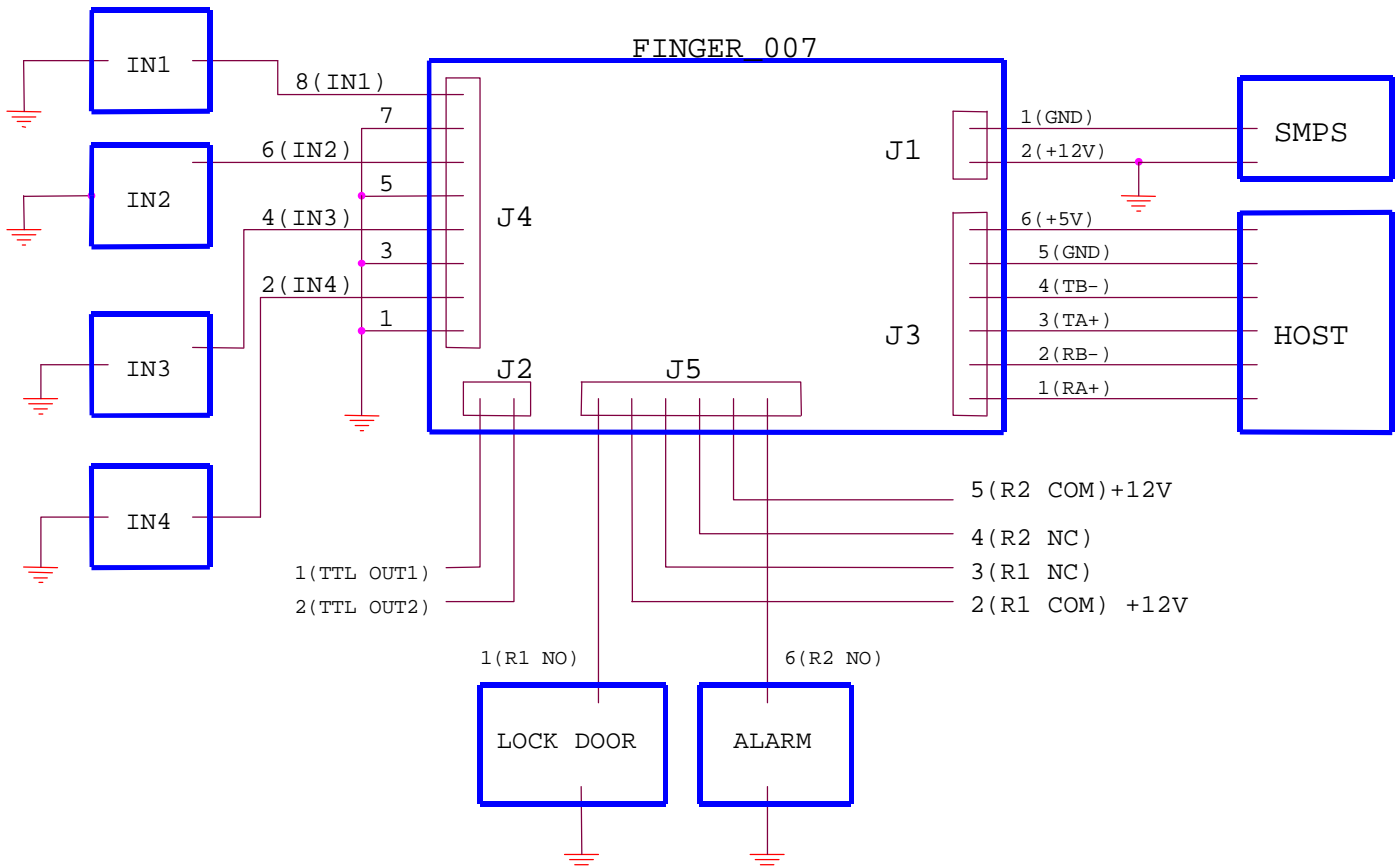 FINGER_007
IN1
8(IN1)
7
6(IN2)
IN2
5
4(IN3)
J4
3
2(IN4)
1
IN3
IN4
J1
1(GND)
2(+12V)
SMPS
6(+5V)
5(GND)
4(TB-)
3(TA+)
J3
HOST
2(RB-)
1(RA+)
J2
J5
5(R2 COM)+12V
4(R2 NC)
3(R1 NC)
2(R1 COM) +12V
1(TTL OUT1)
2(TTL OUT2)
1(R1 NO)
6(R2 NO)
LOCK DOOR
ALARM